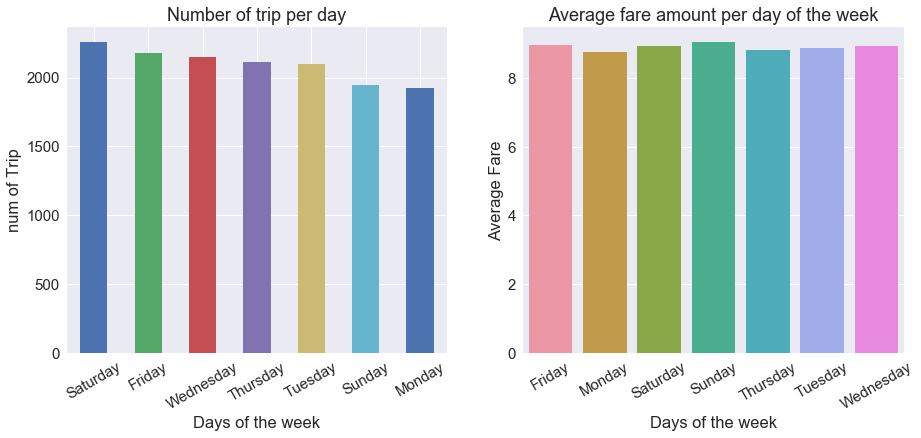 Number of trip per day
num of Trip
2000
1500
1000
500
0
Saturday
Friday
Wednesday
Thursday
Tuesday
Sunday
Monday
Days of the week
Average fare amount per day of the week
Average Fare
8
6
4
2
0
Friday
Monday
Saturday
Sunday
Thursday
Tuesday
Wednesday
Days of the week